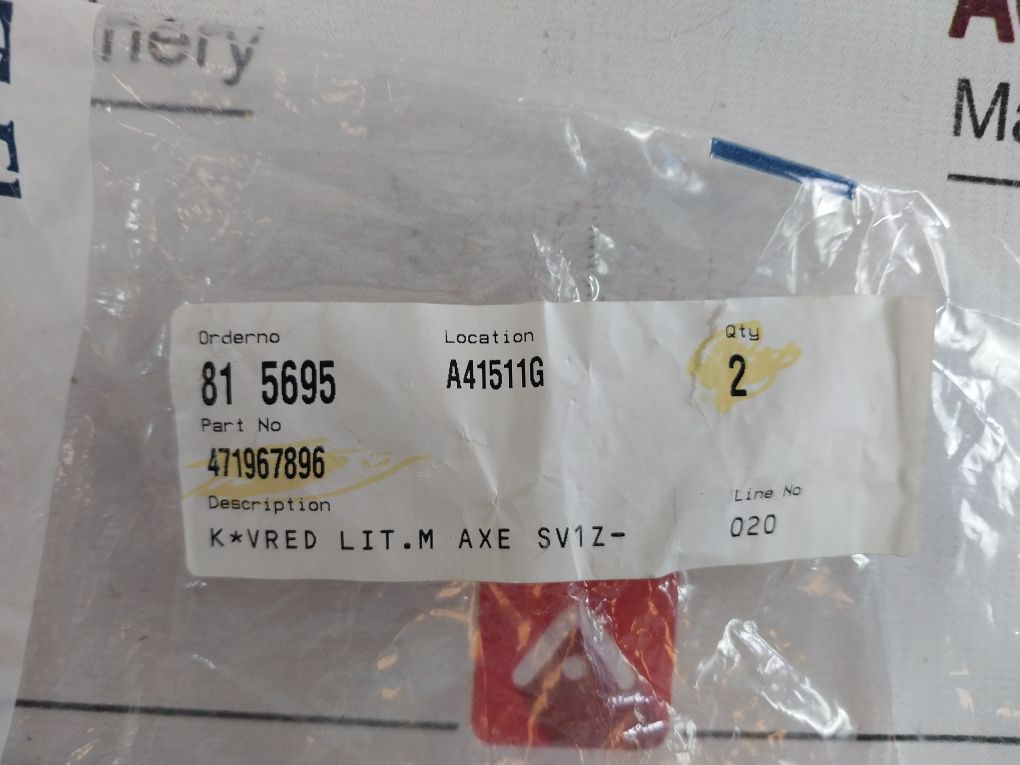 nery
Ma
Orderno Location Qty
81 5695 A41511G 2
Part No
471967896
Description Line No
K*VRED LIT.M AXE SV1Z- 020